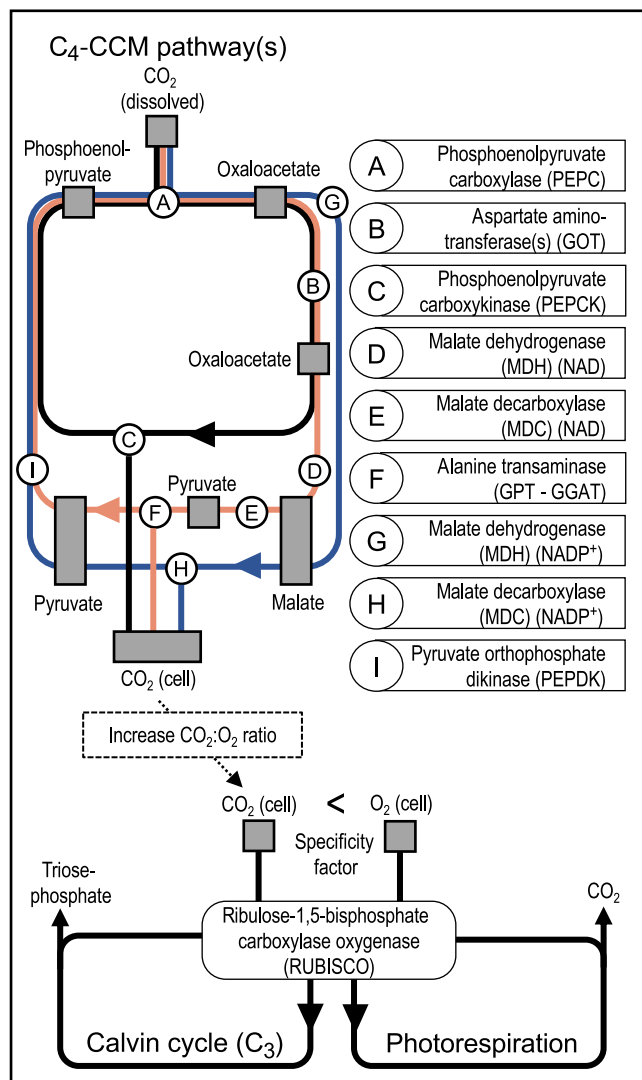 C4-CCM pathway(s)
CO2
(dissolved)
Phosphoenol-
pyruvate
Oxaloacetate
A
G
B
Oxaloacetate
C
I
D
Pyruvate
F
E
H
Pyruvate
Malate
CO2 (cell)
A
Phosphoenolpyruvate
carboxylase (PEPC)
B
Aspartate amino-
transferase(s) (GOT)
C
Phosphoenolpyruvate
carboxykinase (PEPCK)
D
Malate dehydrogenase
(MDH) (NAD)
E
Malate decarboxylase
(MDC) (NAD)
F
Alanine transaminase
(GPT - GGAT)
G
Malate dehydrogenase
(MDH) (NADP+)
H
Malate decarboxylase
(MDC) (NADP+)
I
Pyruvate orthophosphate
dikinase (PEPDK)
Increase CO2:O2 ratio
CO2 (cell) < O2 (cell)
Specificity
factor
Triose-
phosphate
CO2
Ribulose-1,5-bisphosphate
carboxylase oxygenase
(RUBISCO)
Calvin cycle (C3)
Photorespiration